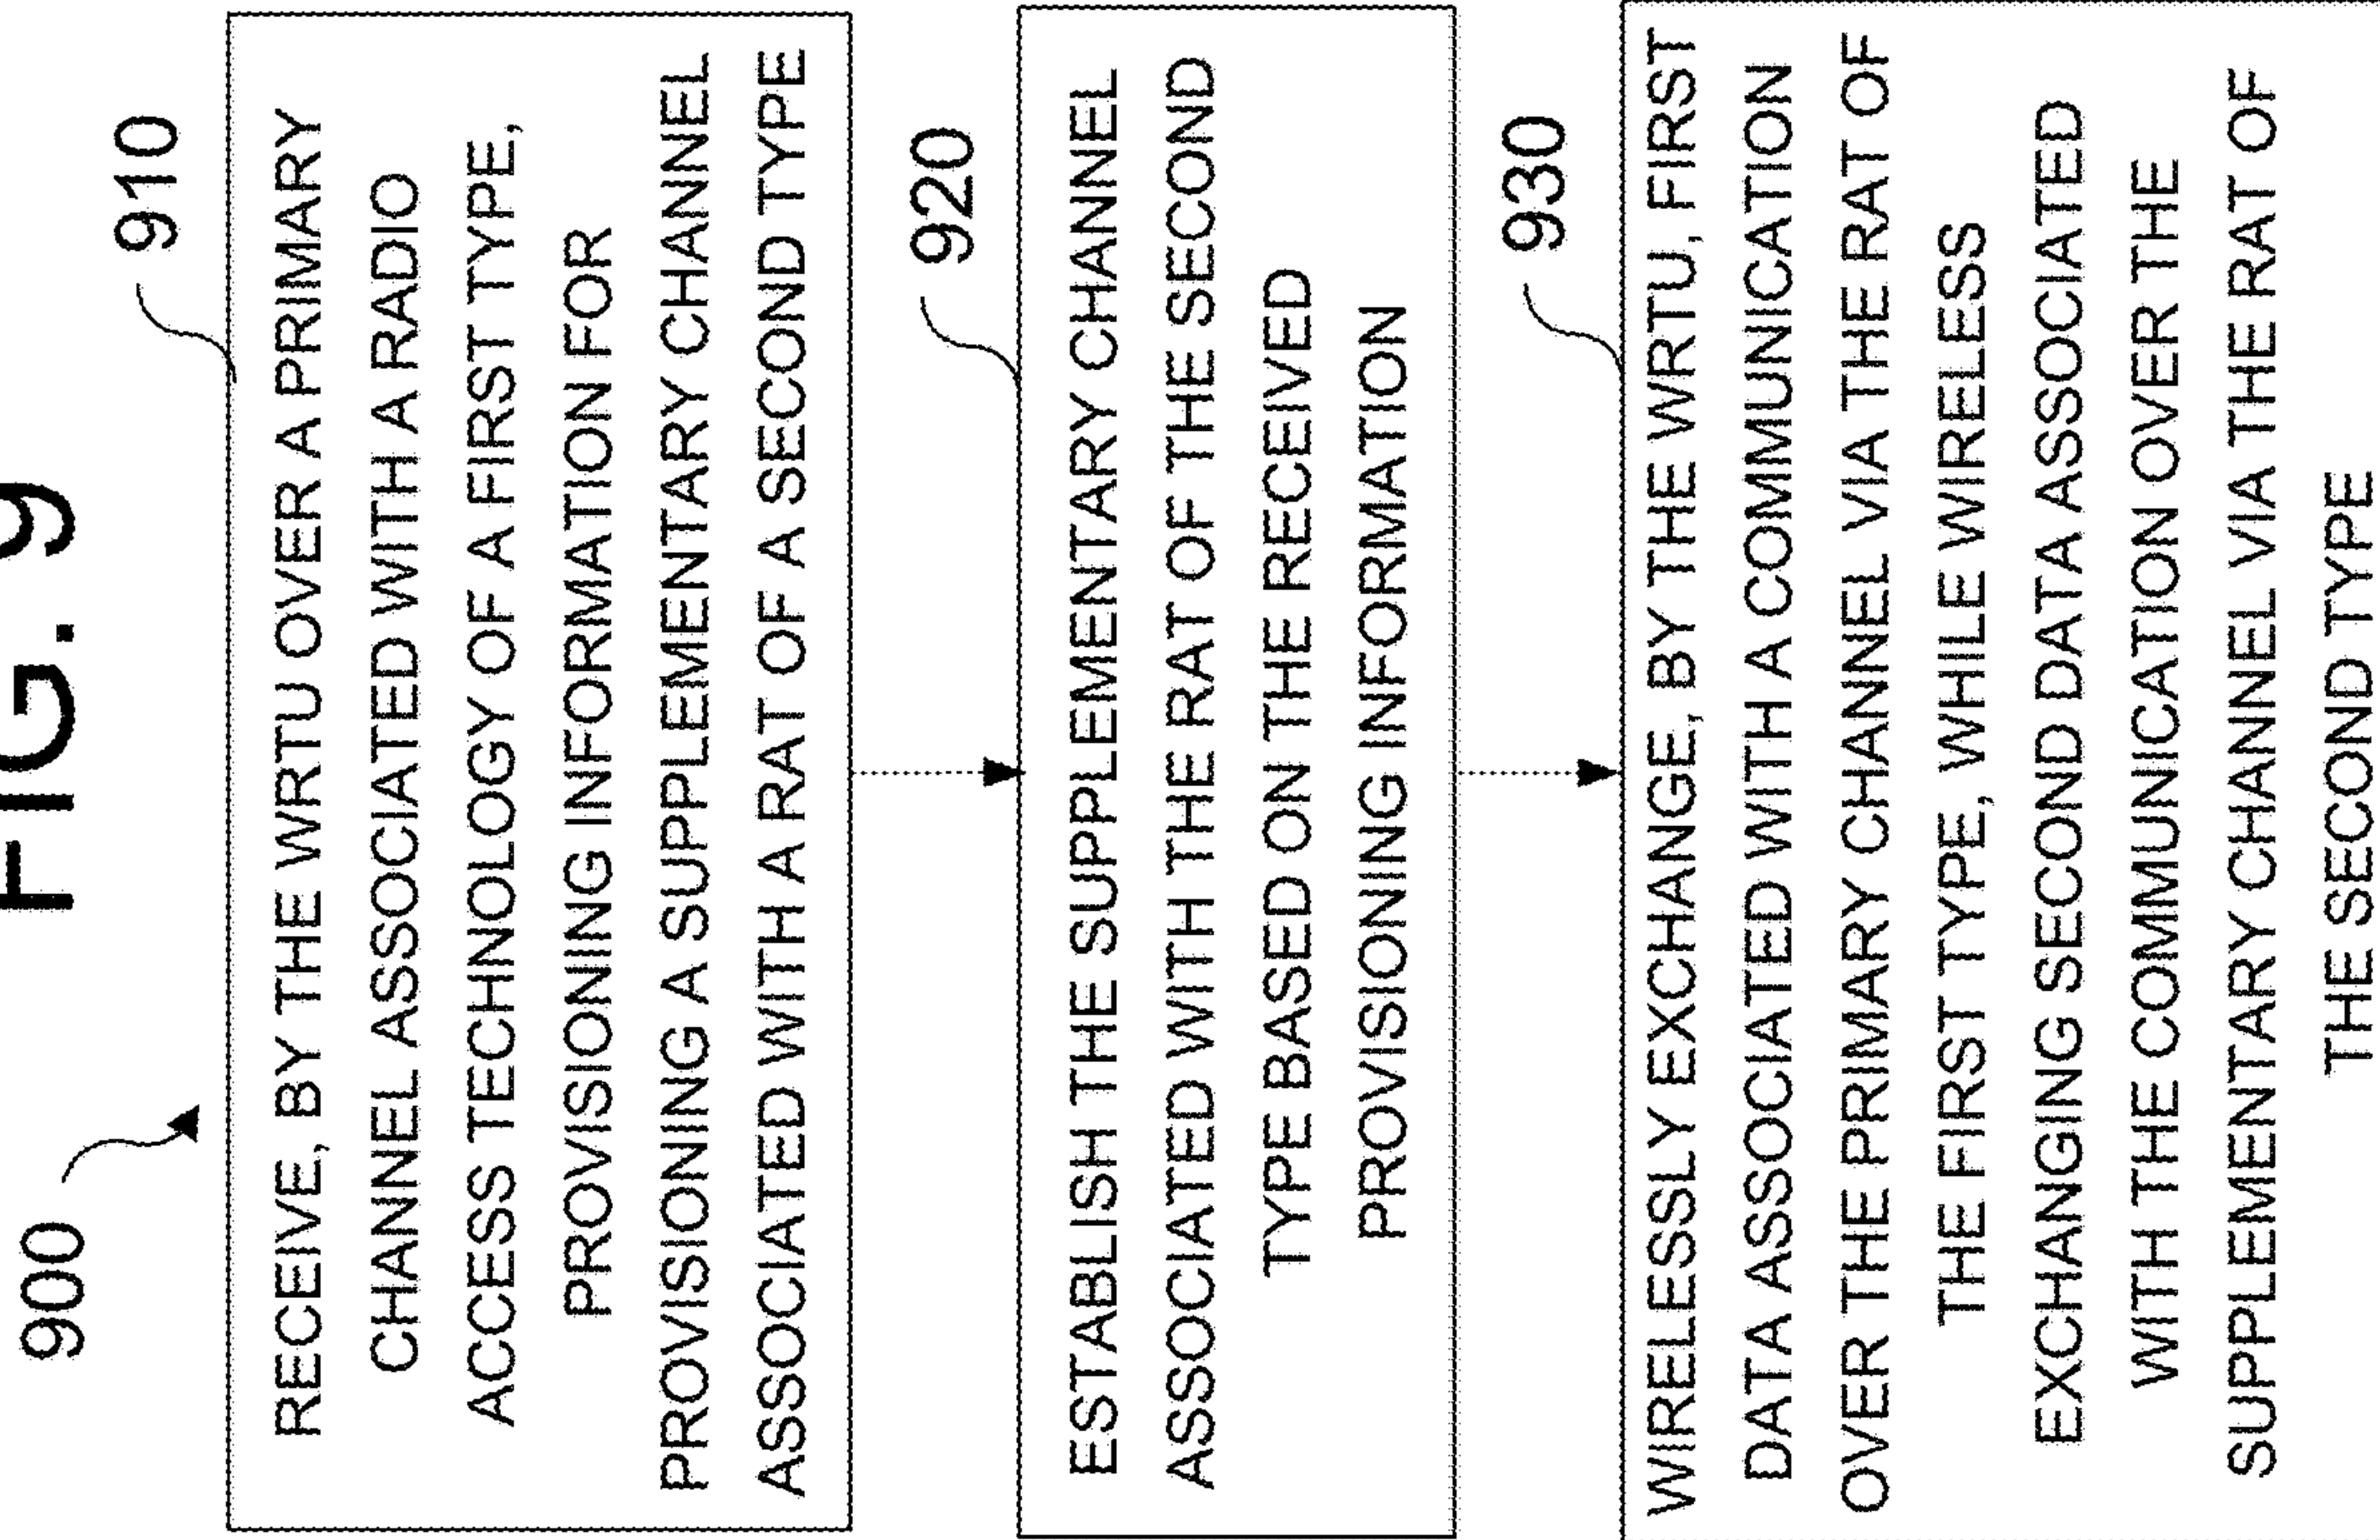 FIG. 9
900
910
RECEIVE, BY THE WRTU OVER A PRIMARY
CHANNEL ASSOCIATED WITH A RADIO
ACCESS TECHNOLOGY OF A FIRST TYPE,
PROVISIONING INFORMATION FOR
PROVISIONING A SUPPLEMENTARY CHANNEL
ASSOCIATED WITH A RAT OF A SECOND TYPE
920
ESTABLISH THE SUPPLEMENTARY CHANNEL
ASSOCIATED WITH THE RAT OF THE SECOND
TYPE BASED ON THE RECEIVED
PROVISIONING INFORMATION
930
WIRELESSLY EXCHANGE, BY THE WRTU, FIRST
DATA ASSOCIATED WITH A COMMUNICATION
OVER THE PRIMARY CHANNEL VIA THE RAT OF
THE FIRST TYPE, WHILE WIRELESS
EXCHANGING SECOND DATA ASSOCIATED
WITH THE COMMUNICATION OVER THE
SUPPLEMENTARY CHANNEL VIA THE RAT OF
THE SECOND TYPE